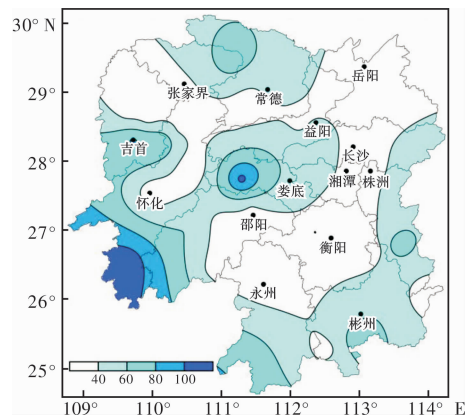 30° N
岳阳
29°
张家界
常德
益阳
吉首
长沙
28°
湘潭
株洲
娄底
怀化
邵阳
27°
衡阳
永州
26°
彬州
25°
40 60 80 100
109° 110° 111° 112° 113° 114° E